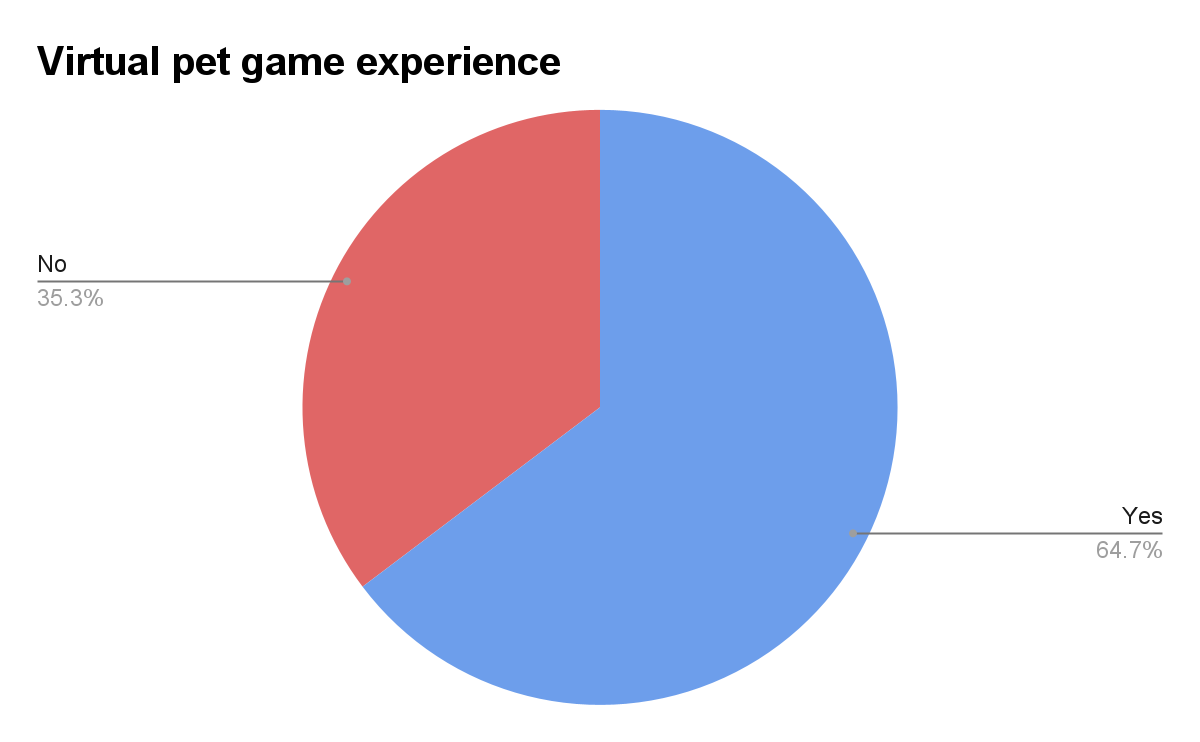 Virtual pet game experience
No
35.3%
Yes
64.7%